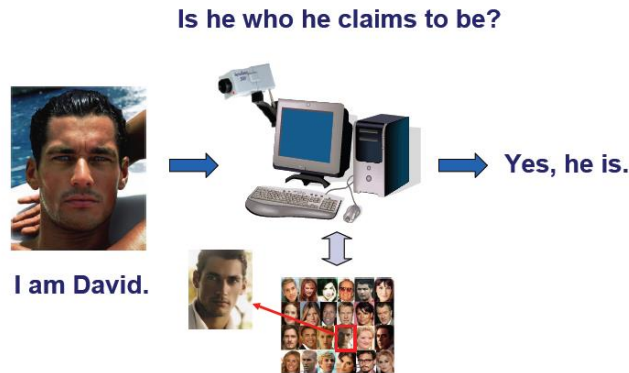 Is he who he claims to be?
Yes, he is.
I am David.